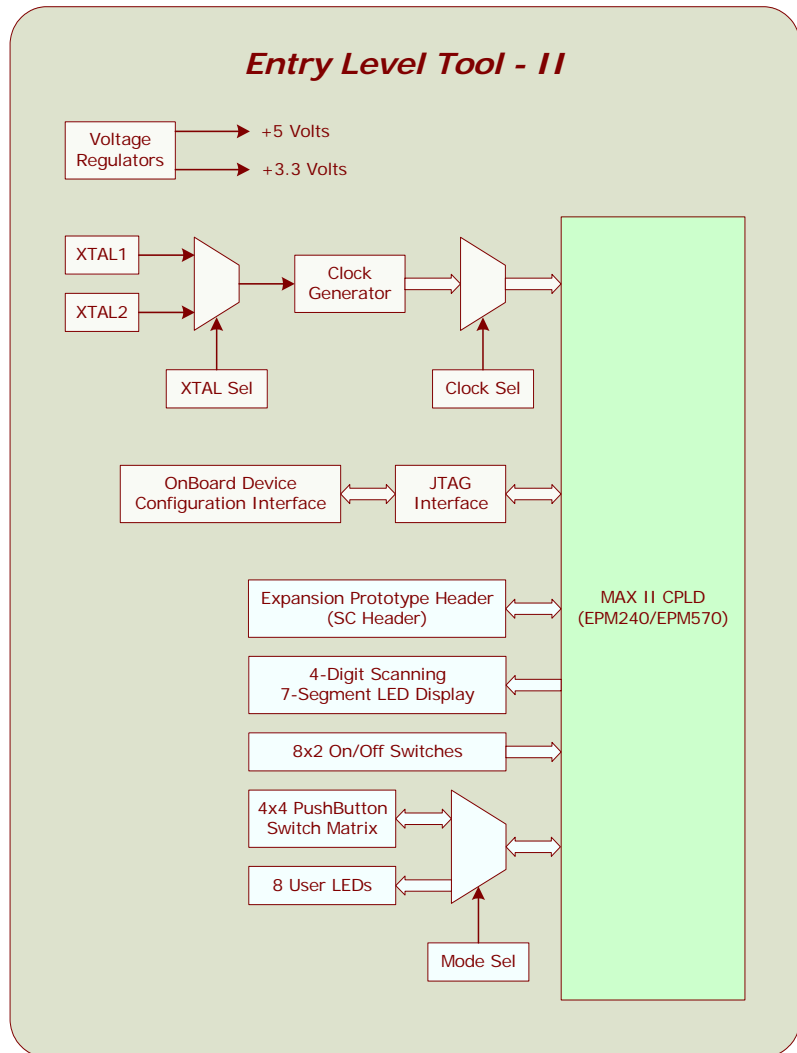 Entry Level Tool - II
Voltage
Regulators
+5 Volts
+3.3 Volts
XTAL1
XTAL2
Clock
Generator
XTAL Sel
Clock Sel
OnBoard Device
Configuration Interface
JTAG
Interface
MAX II CPLD
(EPM240/EPM570)
Expansion Prototype Header
(SC Header)
4-Digit Scanning
7-Segment LED Display
8x2 On/Off Switches
4x4 PushButton
Switch Matrix
8 User LEDs
Mode Sel